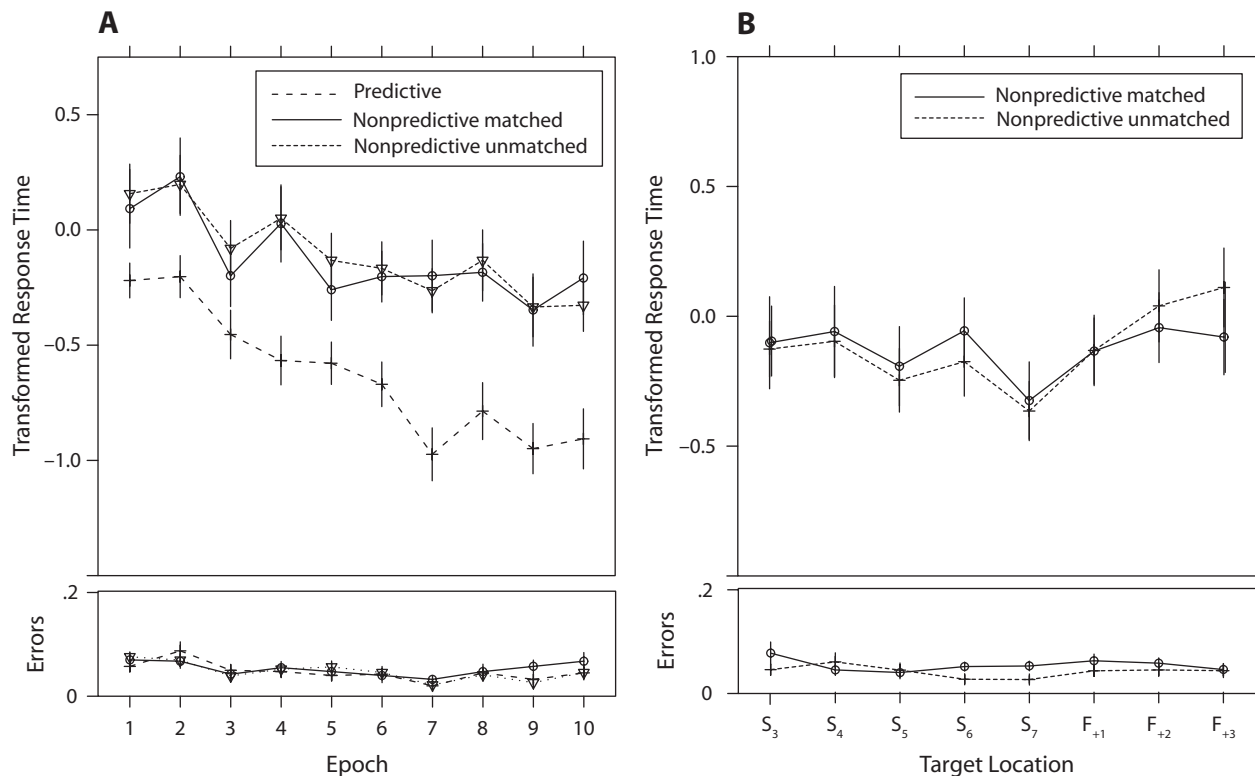 A
Predictive
Nonpredictive matched
Nonpredictive unmatched
Transformed Response Time
0.5
0.0
−0.5
−1.0
Errors
.2
0
1 2 3 4 5 6 7 8 9 10
Epoch
B
Nonpredictive matched
Nonpredictive unmatched
Transformed Response Time
1.0
0.5
0.0
−0.5
Errors
.2
0
S₃ S₄ S₅ S₆ S₇ F₊₁ F₊₂ F₊₃
Target Location